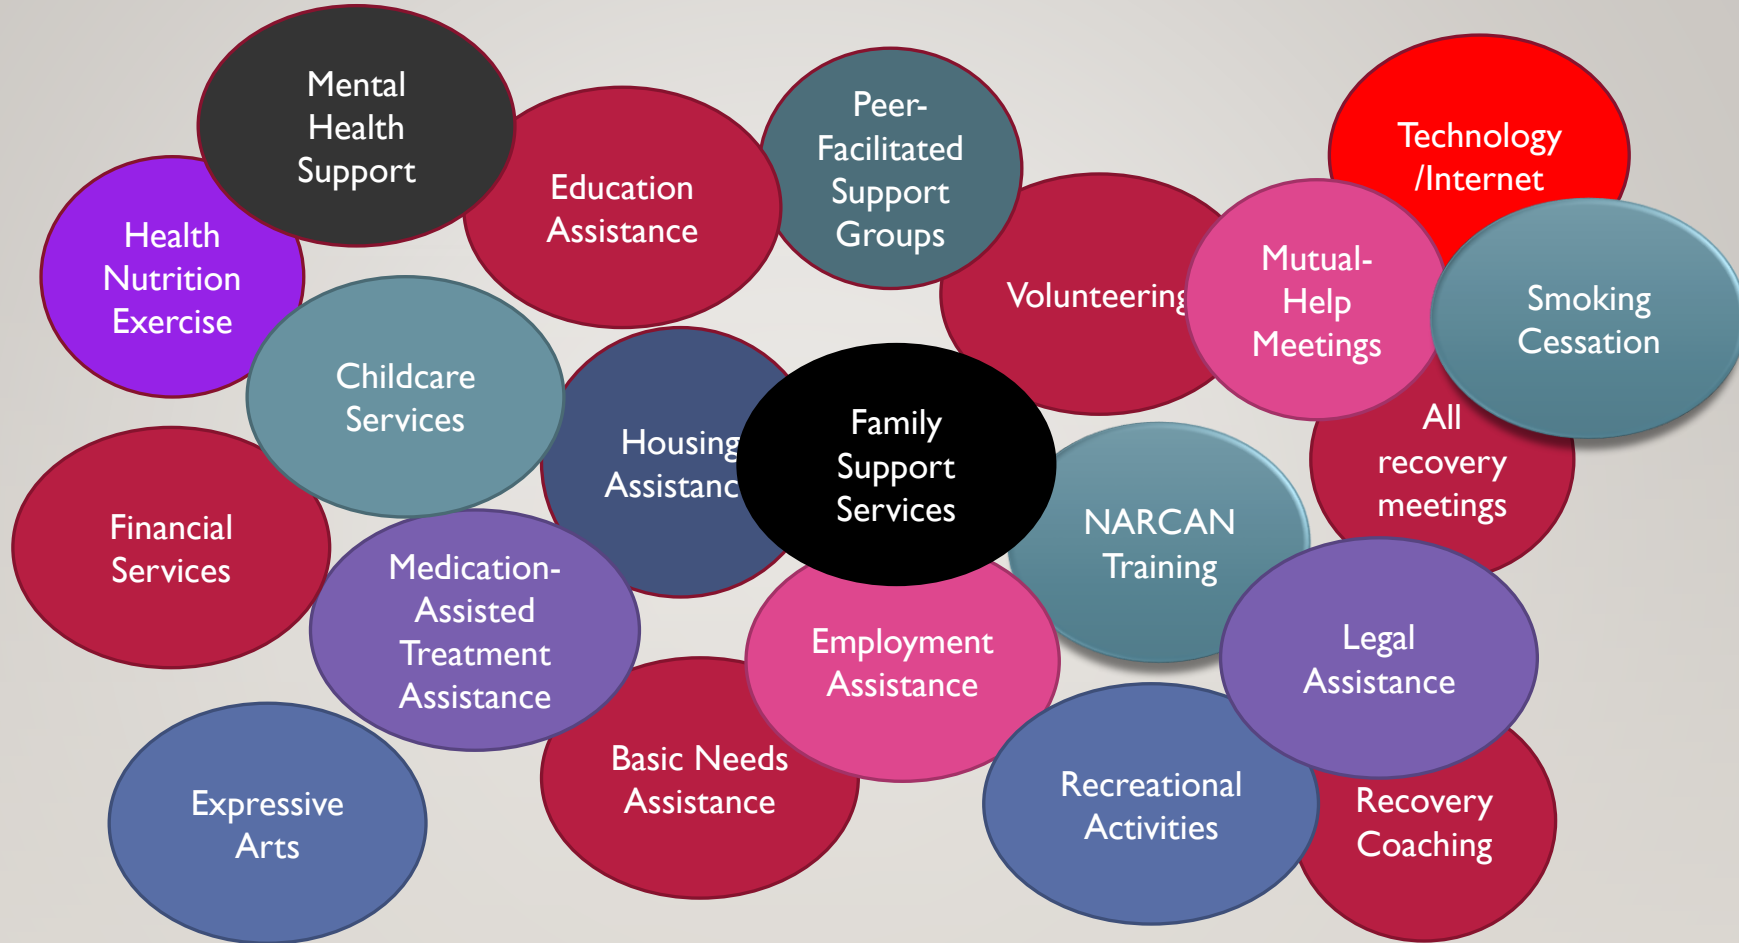 Mental
Health
Support
Education
Assistance
Peer-
Facilitated
Support
Groups
Technology
/Internet
Health
Nutrition
Exercise
Volunteering
Mutual-
Help
Meetings
Smoking
Cessation
Childcare
Services
Housing
Assistanc
Family
Support
Services
All
recovery
meetings
Financial
Services
NARCAN
Training
Medication-
Assisted
Treatment
Assistance
Employment
Assistance
Legal
Assistance
Expressive
Arts
Basic Needs
Assistance
Recreational
Activities
Recovery
Coaching